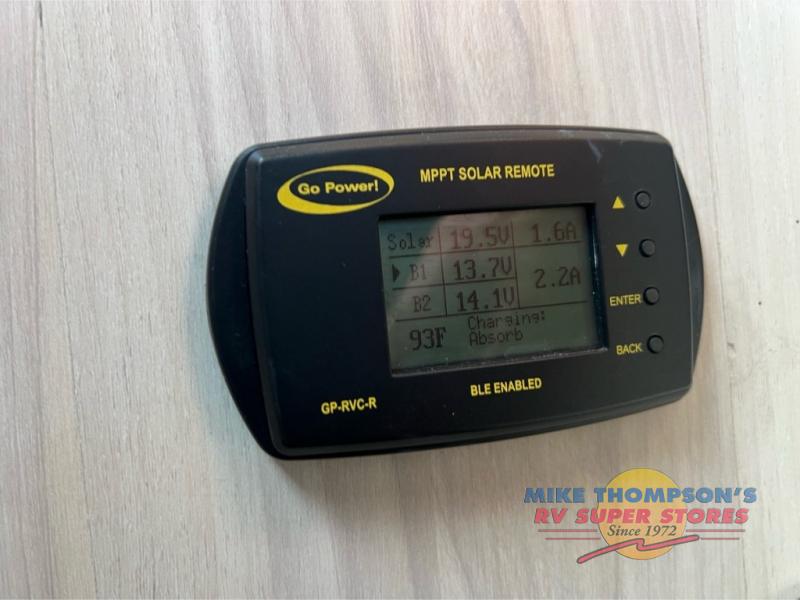 Go Power!
MPPT SOLAR REMOTE
Solar 19.5V 1.6A
B1 13.7V
2.2A
B2 14.1V
93F Charging:
Absorb
ENTER
BACK
GP-RVC-R
BLE ENABLED
MIKE THOMPSON'S
RV SUPER STORES
Since 1972